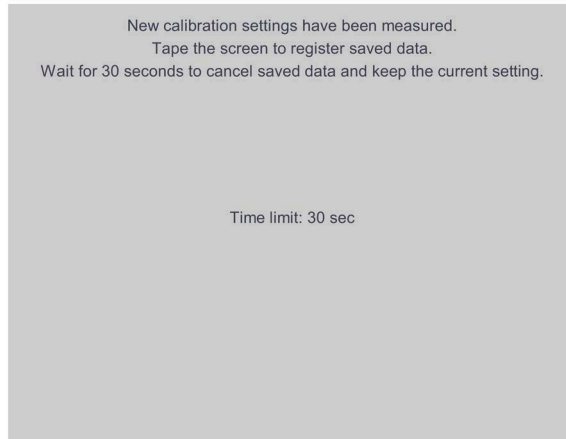 New calibration settings have been measured.
Tape the screen to register saved data.
Wait for 30 seconds to cancel saved data and keep the current setting.
Time limit: 30 sec